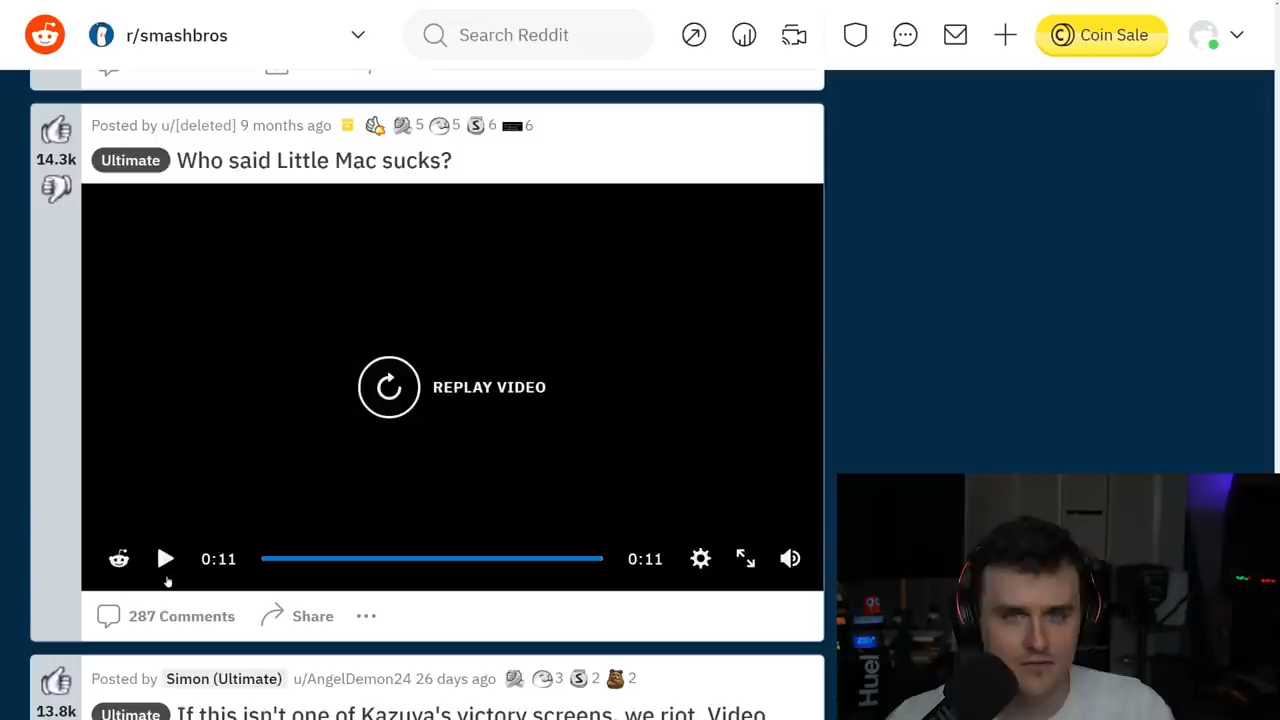 r/smashbros
Search Reddit
Coin Sale
14.3k
Posted by u/[deleted] 9 months ago 5 5 6 6
Ultimate Who said Little Mac sucks?
REPLAY VIDEO
0:11 0:11
287 Comments Share
13.8k
Posted by Simon (Ultimate) u/AngelDemon24 26 days ago 3 2 2
Ultimate If this isn't one of Kazuya's victory screens, we riot. Video
Huel